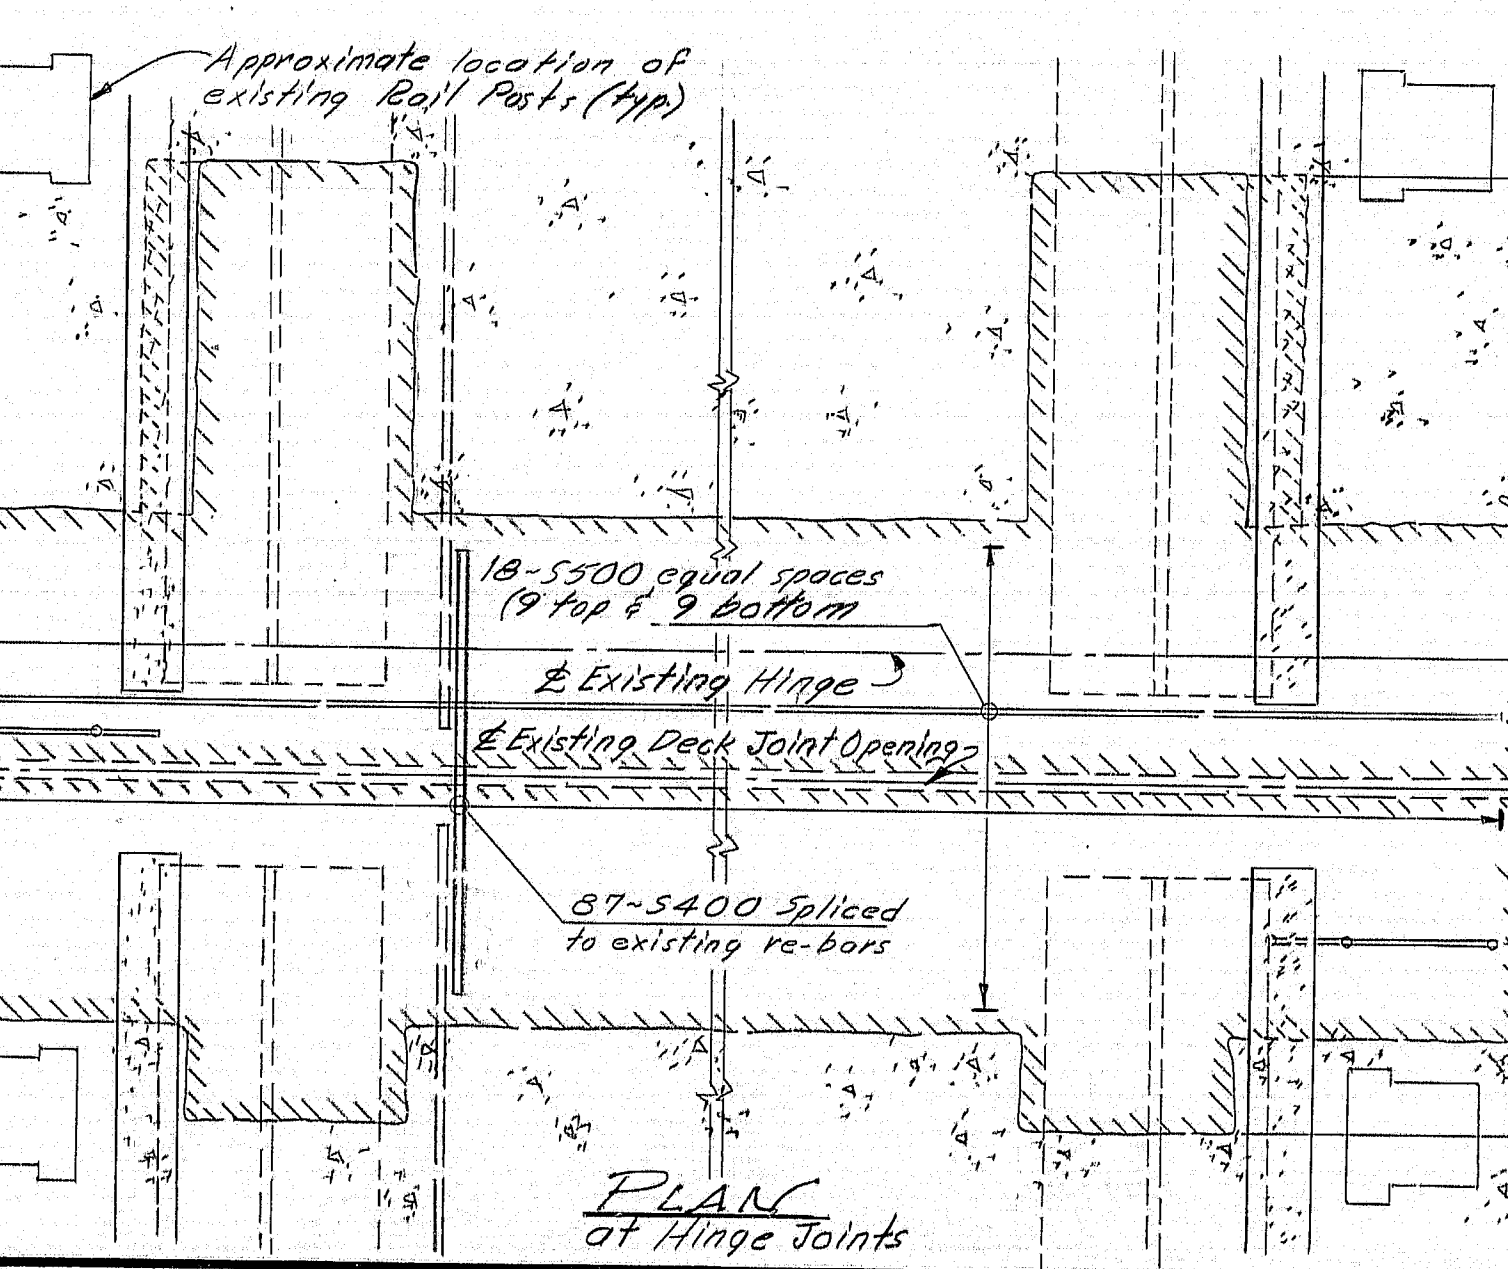 Approximate location of
existing Rail Posts (typ.)
18~S500 equal spaces
(9 top & 9 bottom
℄ Existing Hinge
℄ Existing Deck Joint Opening
87~S400 Spliced
to existing re-bars
PLAN
at Hinge Joints